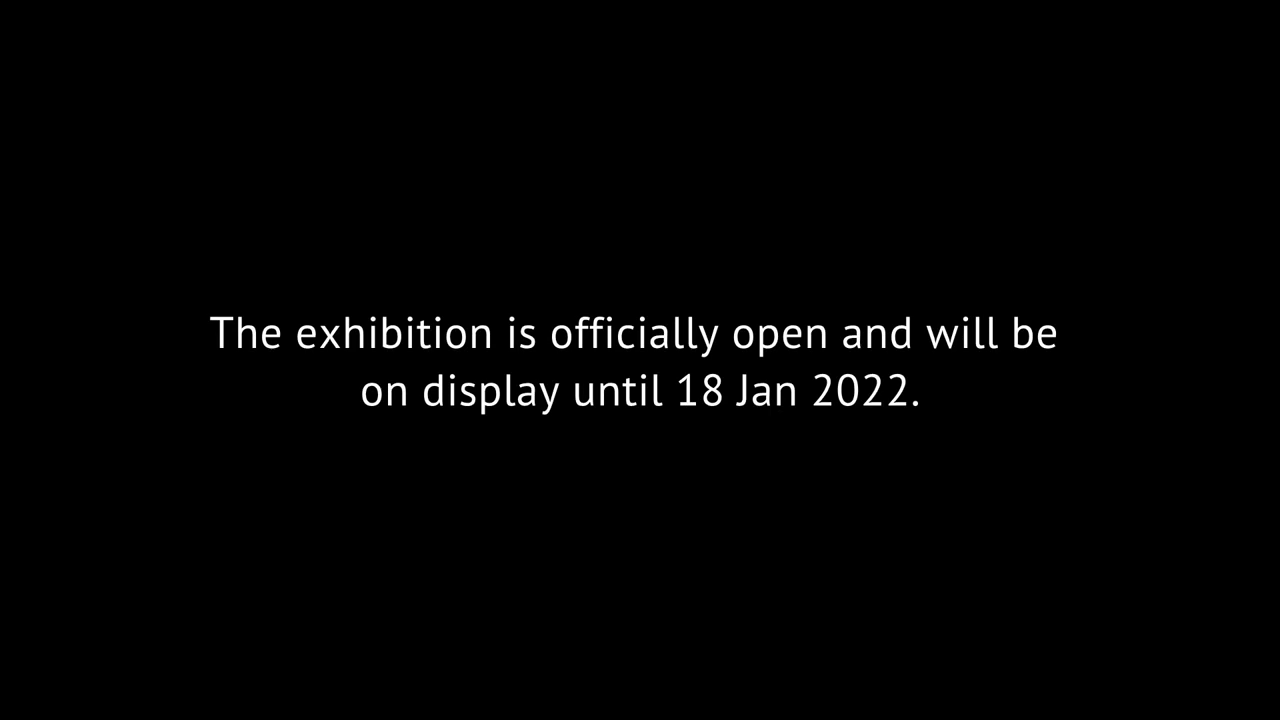 The exhibition is officially open and will be
on display until 18 Jan 2022.